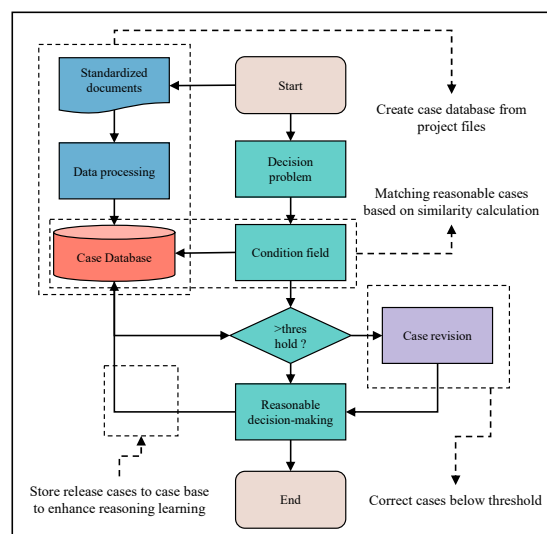 Standardized
documents
Start
Create case database from
project files
Data processing
Decision
problem
Matching reasonable cases
based on similarity calculation
Case Database
Condition field
>thres
hold ?
Case revision
Reasonable
decision-making
Store release cases to case base
to enhance reasoning learning
End
Correct cases below threshold